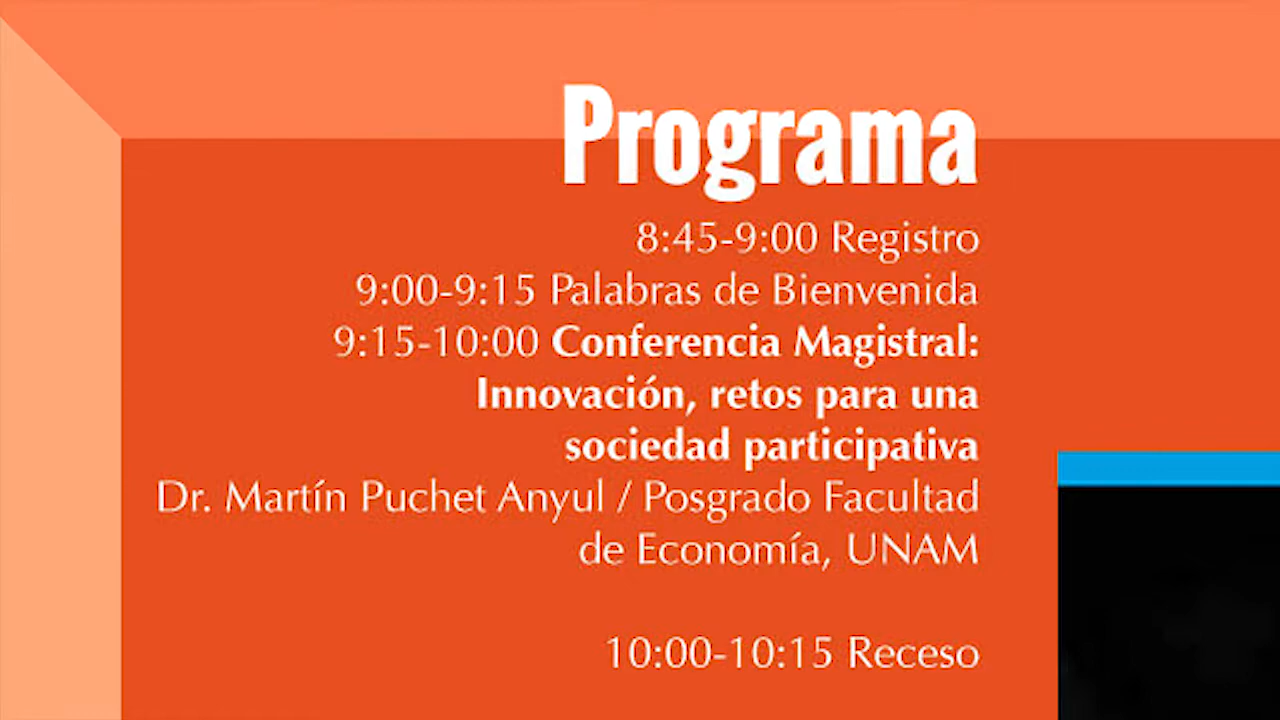 Programa
8:45-9:00 Registro
9:00-9:15 Palabras de Bienvenida
9:15-10:00 Conferencia Magistral:
Innovación, retos para una
sociedad participativa
Dr. Martín Puchet Anyul / Posgrado Facultad
de Economía, UNAM
10:00-10:15 Receso